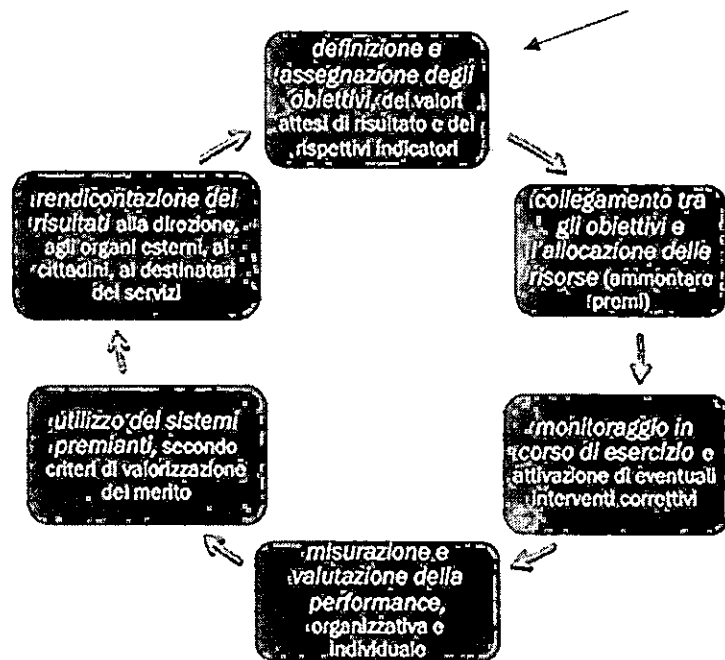 definizione e
assegnazione degli
obiettivi, dei valori
attesi di risultato e dei
rispettivi indicatori
collegamento tra
gli obiettivi e
l'allocazione delle
risorse (ammontare
premi)
monitoraggio in
corso di esercizio e
attivazione di eventuali
interventi correttivi
misurazione e
valutazione della
performance,
organizzativa e
individuale
utilizzo dei sistemi
premianti, secondo
criteri di valorizzazione
del merito
rendicontazione dei
risultati alla direzione,
agli organi esterni, ai
cittadini, ai destinatari
dei servizi